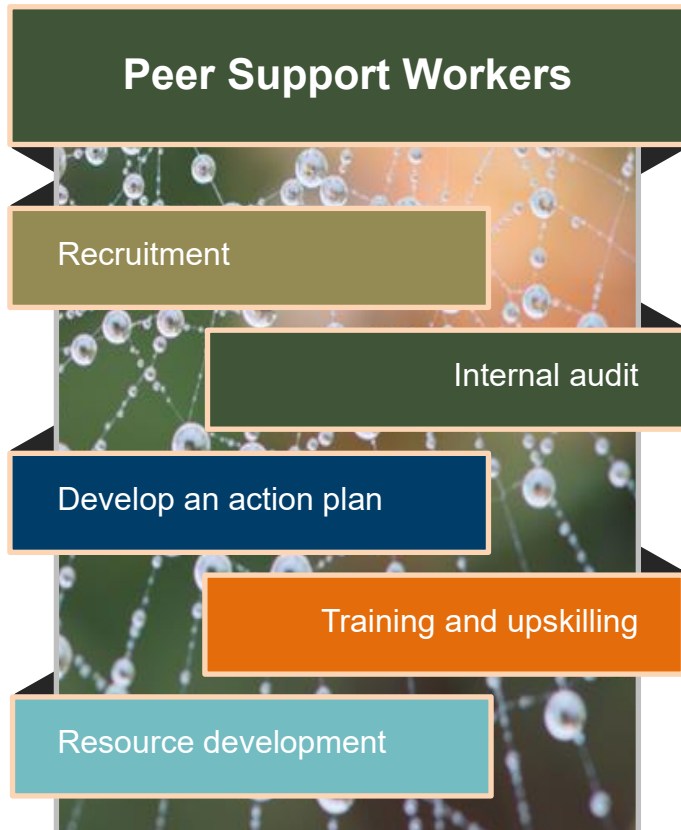 Peer Support Workers
Recruitment
Internal audit
Develop an action plan
Training and upskilling
Resource development